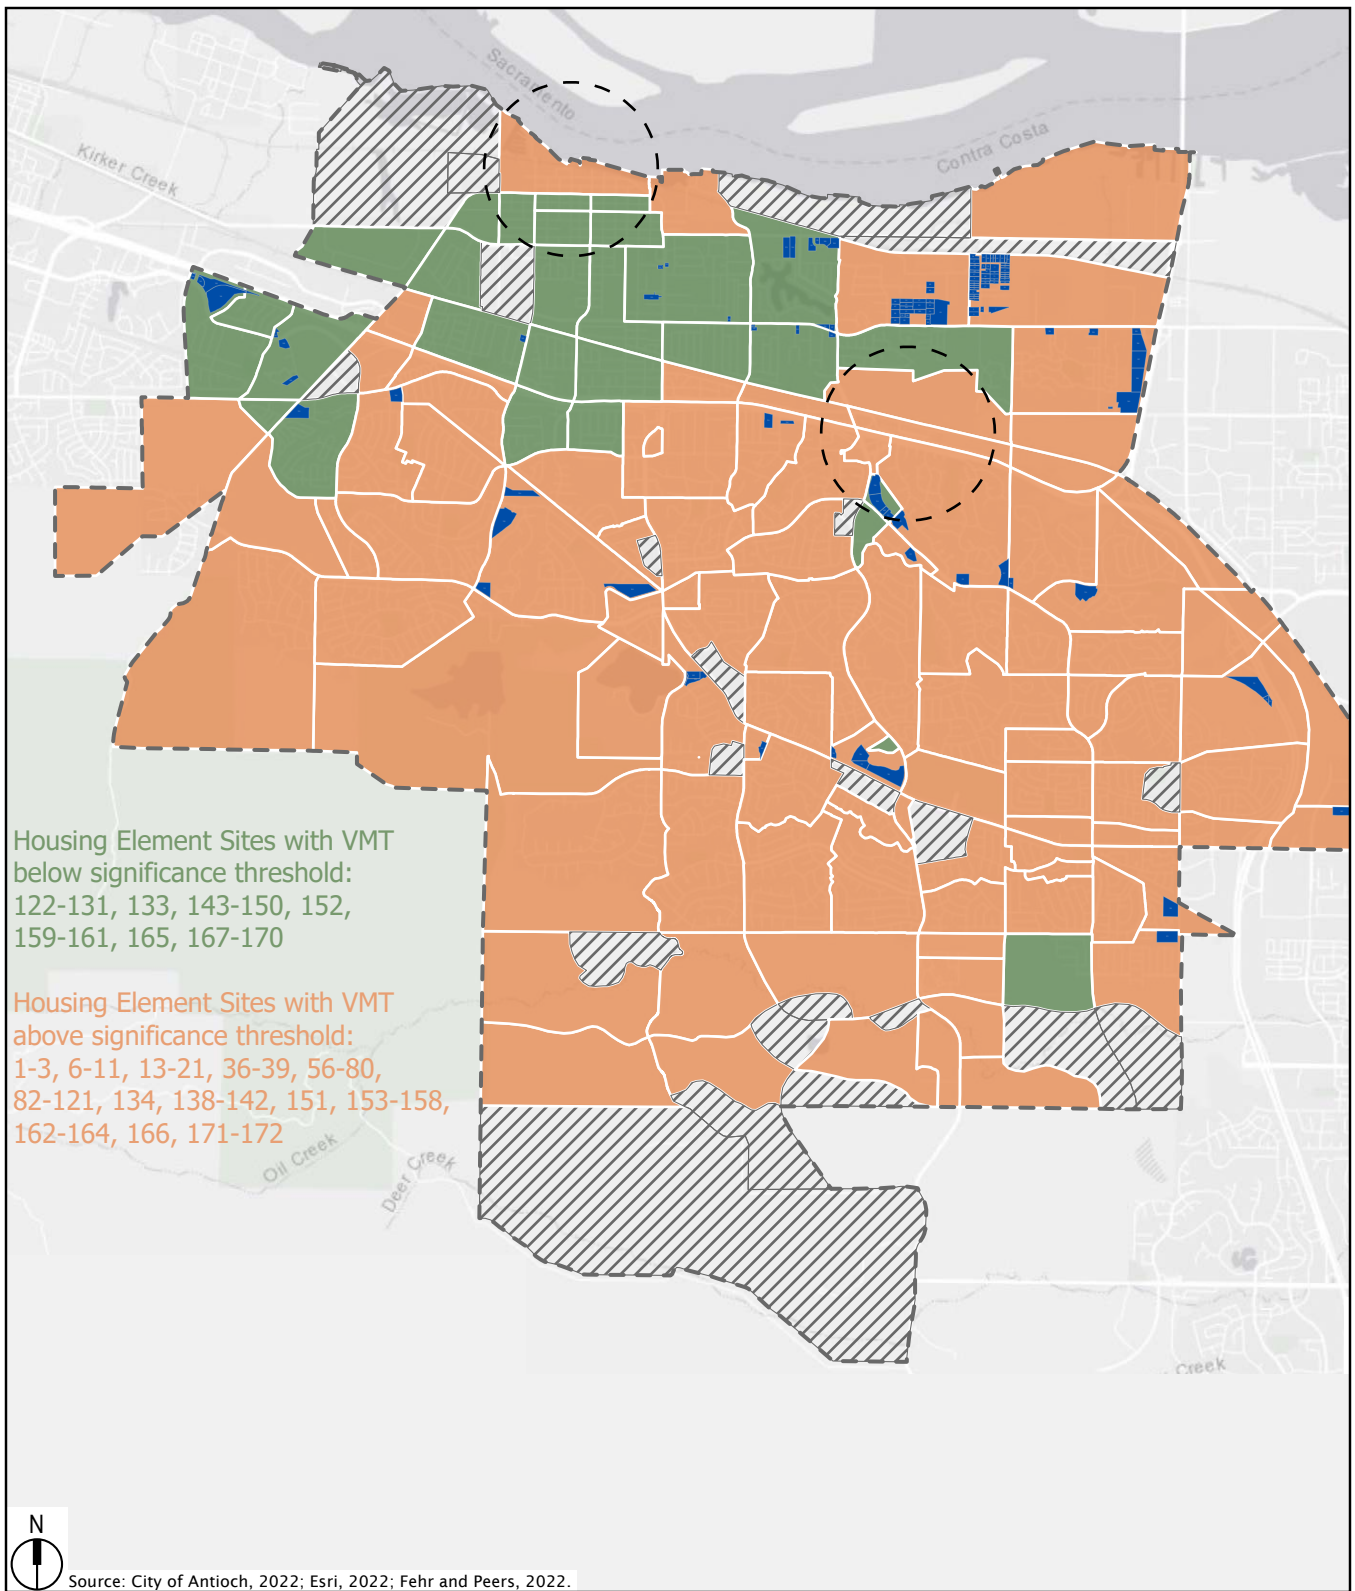 Sacramento
Contra Costa
Kirker Creek
Housing Element Sites with VMT
below significance threshold:
122-131, 133, 143-150, 152,
159-161, 165, 167-170
Housing Element Sites with VMT
above significance threshold:
1-3, 6-11, 13-21, 36-39, 56-80,
82-121, 134, 138-142, 151, 153-158,
162-164, 166, 171-172
Oil Creek
Deer Creek
Creek
N
Source: City of Antioch, 2022; Esri, 2022; Fehr and Peers, 2022.